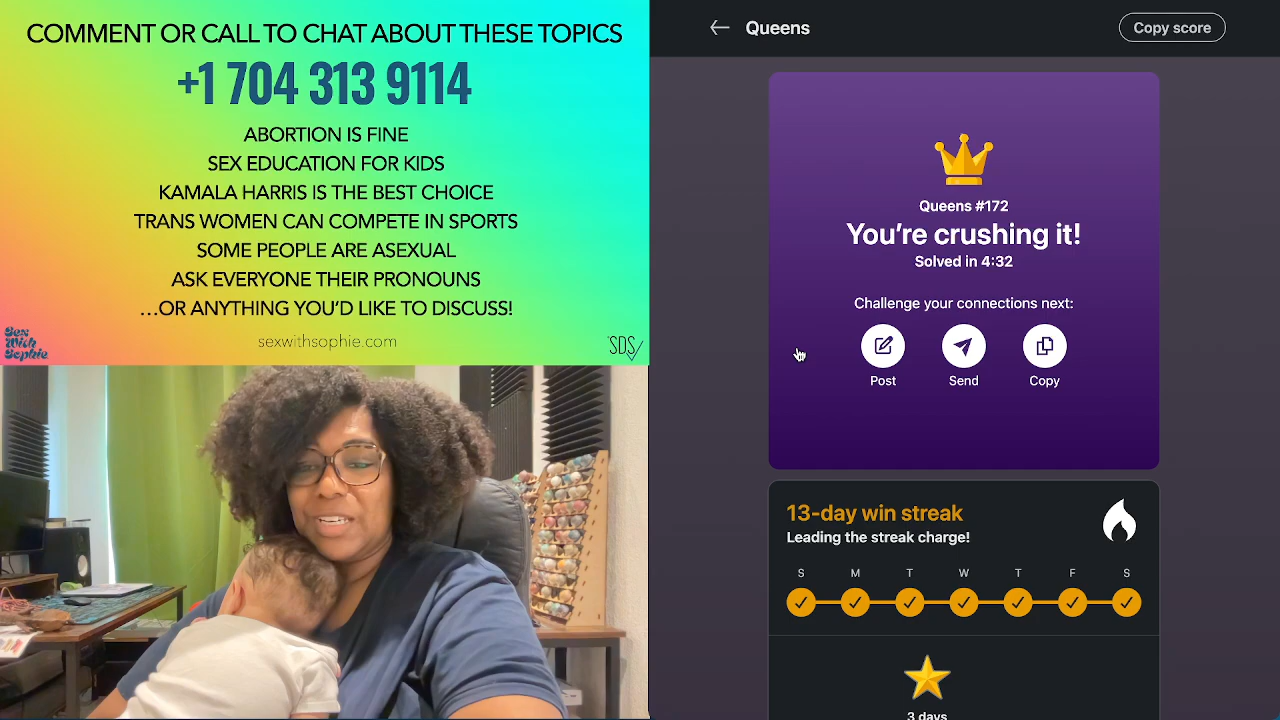 COMMENT OR CALL TO CHAT ABOUT THESE TOPICS
+1 704 313 9114
ABORTION IS FINE
SEX EDUCATION FOR KIDS
KAMALA HARRIS IS THE BEST CHOICE
TRANS WOMEN CAN COMPETE IN SPORTS
SOME PEOPLE ARE ASEXUAL
ASK EVERYONE THEIR PRONOUNS
...OR ANYTHING YOU'D LIKE TO DISCUSS!
sexwithsophie.com
Sex
With
Sophie
SDS
Queens
Copy score
Queens #172
You're crushing it!
Solved in 4:32
Challenge your connections next:
Post Send Copy
13-day win streak
Leading the streak charge!
S M T W T F S
3 days